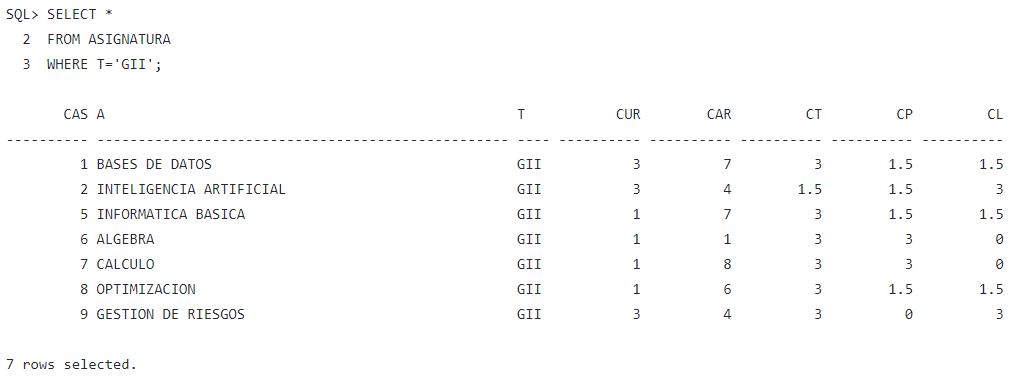 SQL> SELECT *
  2  FROM ASIGNATURA
  3  WHERE T='GII';
       CAS A                                                  T           CUR        CAR         CT         CP         CL
---------- -------------------------------------------------- ---- ---------- ---------- ---------- ---------- ----------
         1 BASES DE DATOS                                     GII           3          7          3        1.5        1.5
         2 INTELIGENCIA ARTIFICIAL                            GII           3          4        1.5        1.5          3
         5 INFORMATICA BASICA                                 GII           1          7          3        1.5        1.5
         6 ALGEBRA                                            GII           1          1          3          3          0
         7 CALCULO                                            GII           1          8          3          3          0
         8 OPTIMIZACION                                       GII           1          6          3        1.5        1.5
         9 GESTION DE RIESGOS                                 GII           3          4          3          0          3
7 rows selected.